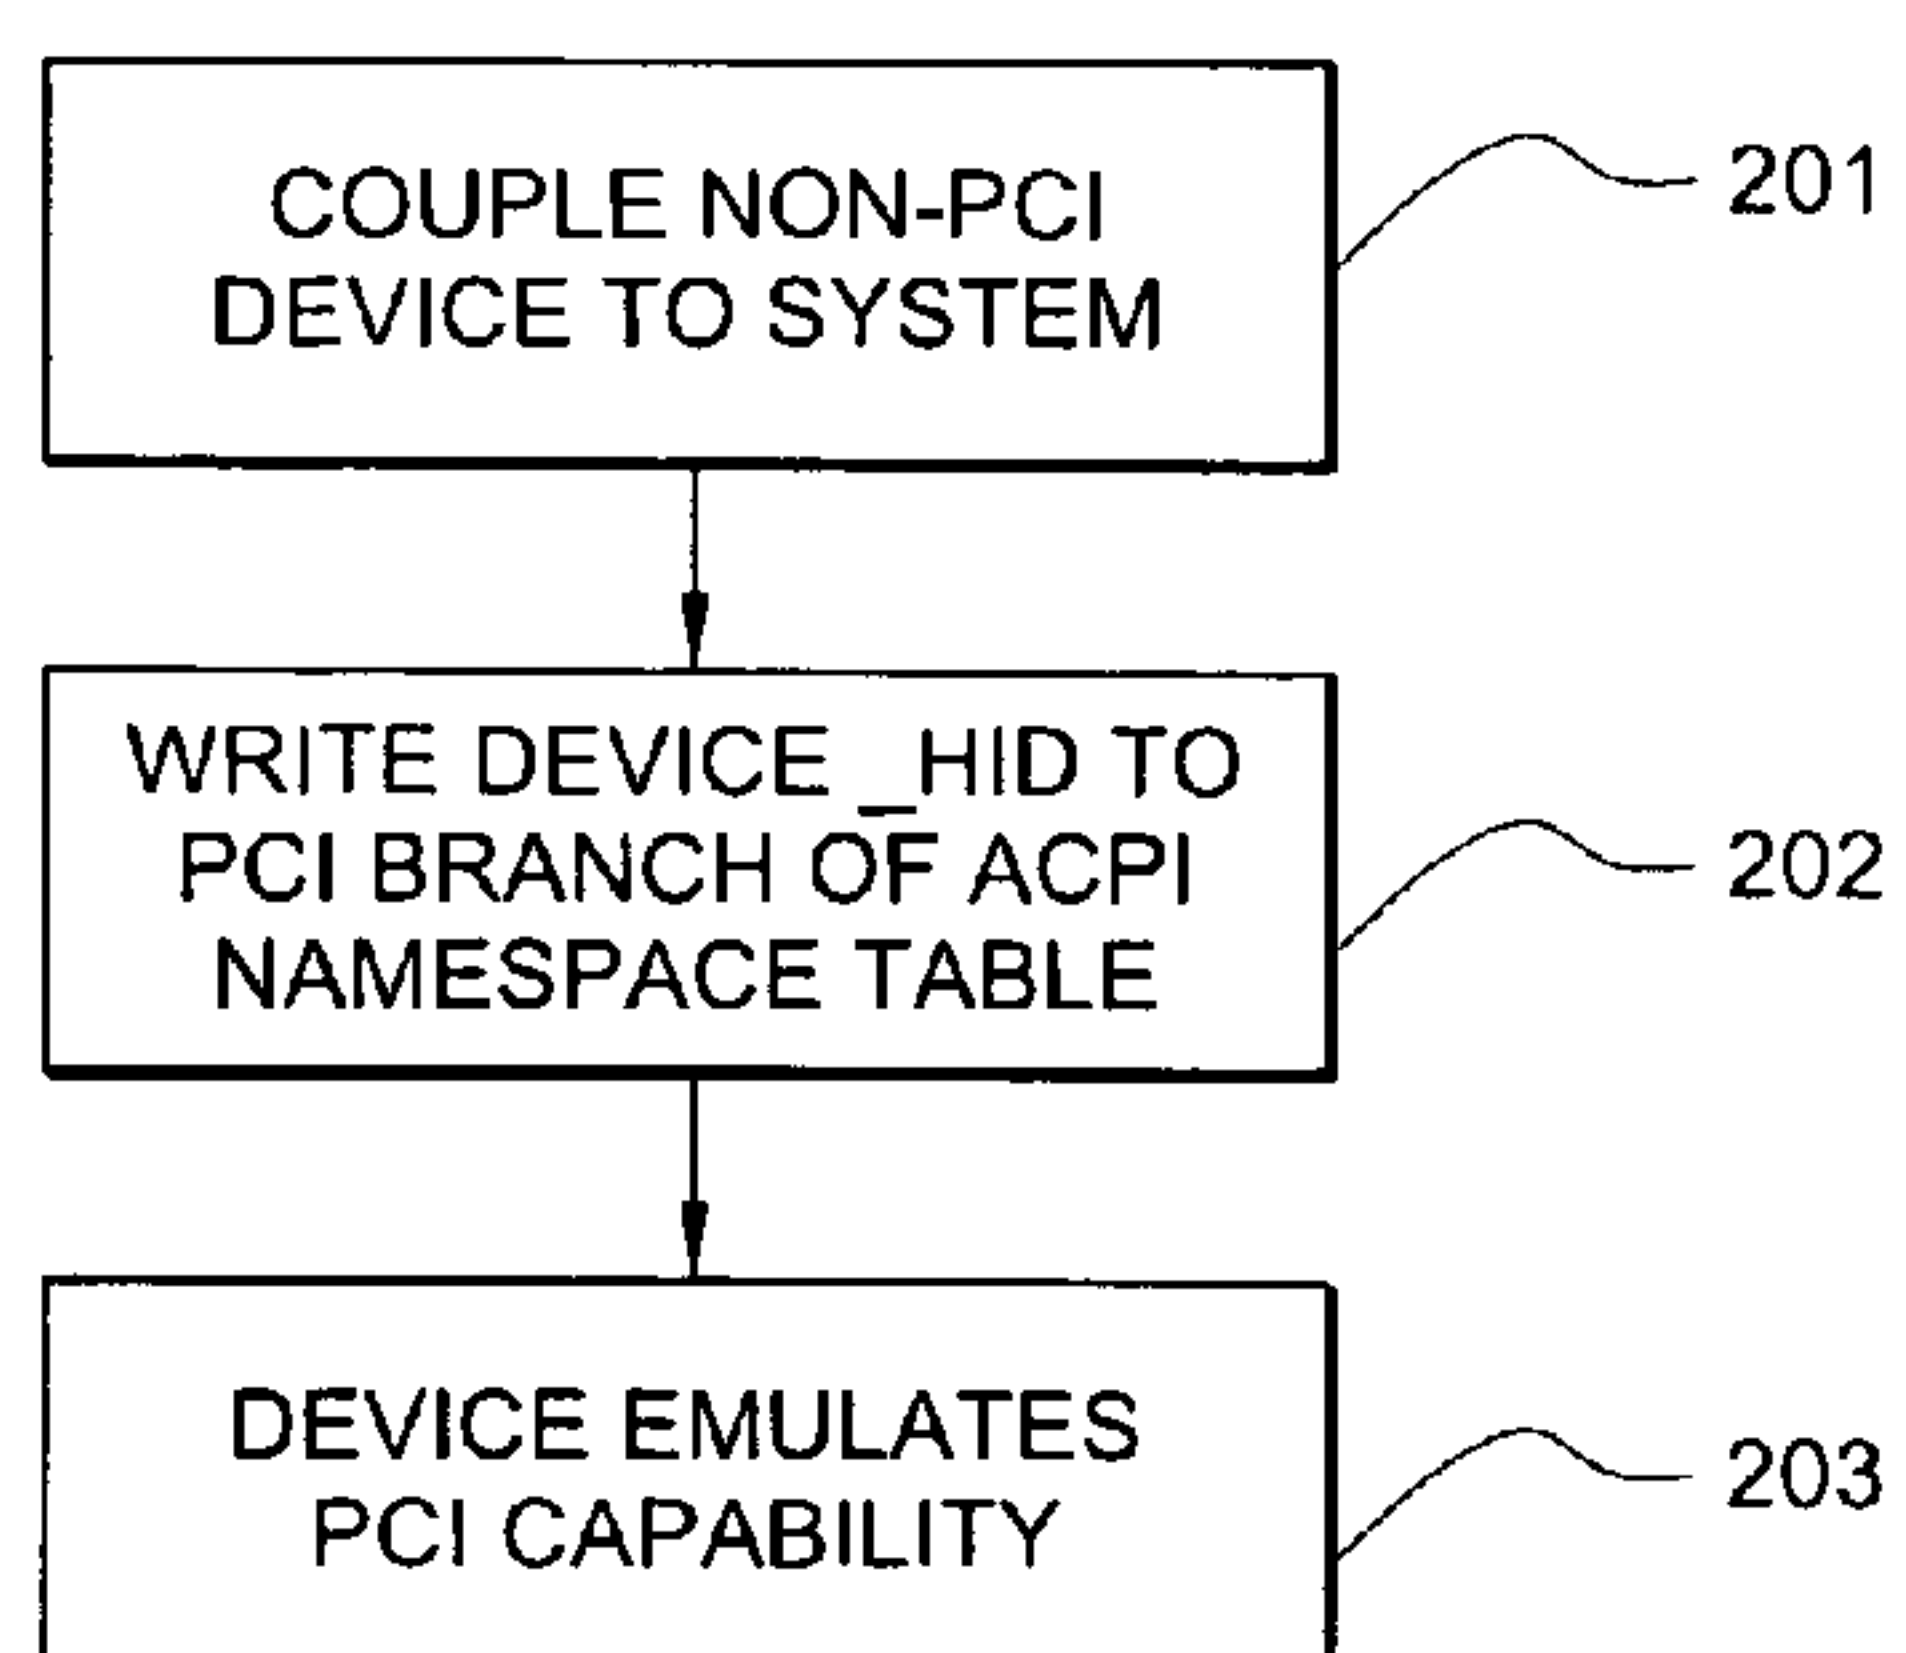 COUPLE NON-PCI
DEVICE TO SYSTEM
201
WRITE DEVICE _HID TO
PCI BRANCH OF ACPI
NAMESPACE TABLE
202
DEVICE EMULATES
PCI CAPABILITY
203